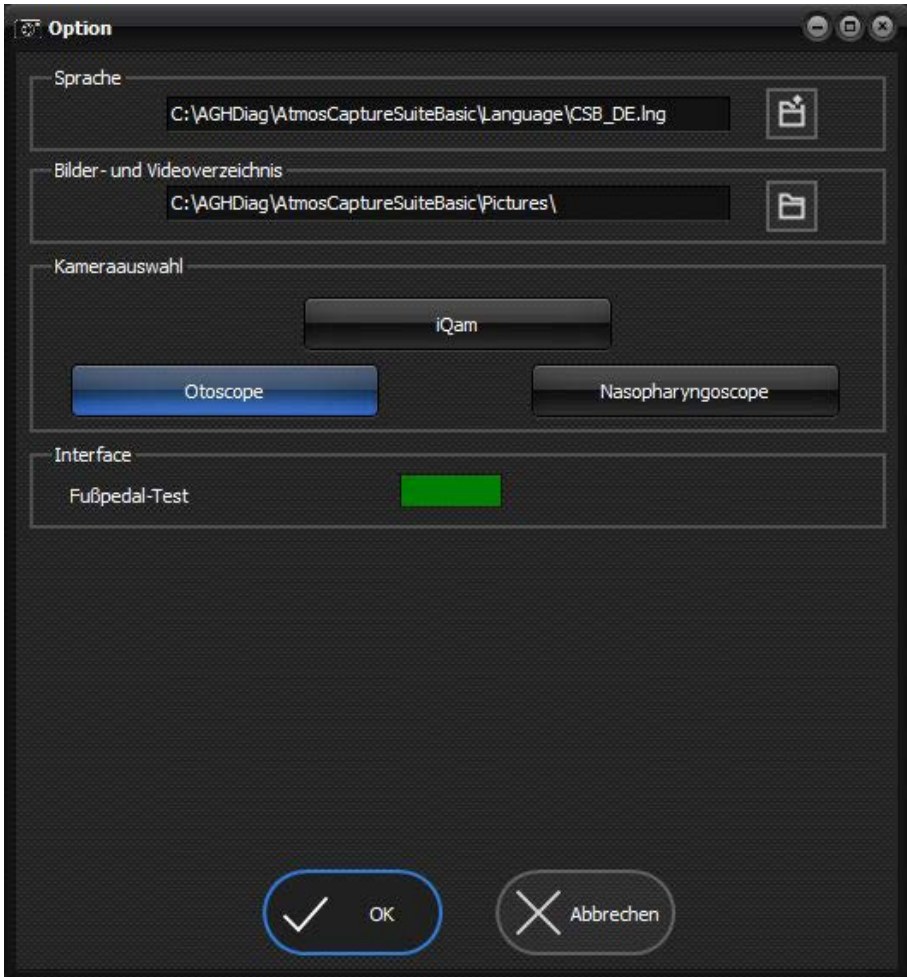 Option
Sprache
C:\AGHDiag\AtmosCaptureSuiteBasic\Language\CSB_DE.lng
Bilder- und Videoverzeichnis
C:\AGHDiag\AtmosCaptureSuiteBasic\Pictures\
Kameraauswahl
iQam
Otoscope Nasopharyngoscope
Interface
Fußpedal-Test
OK Abbrechen